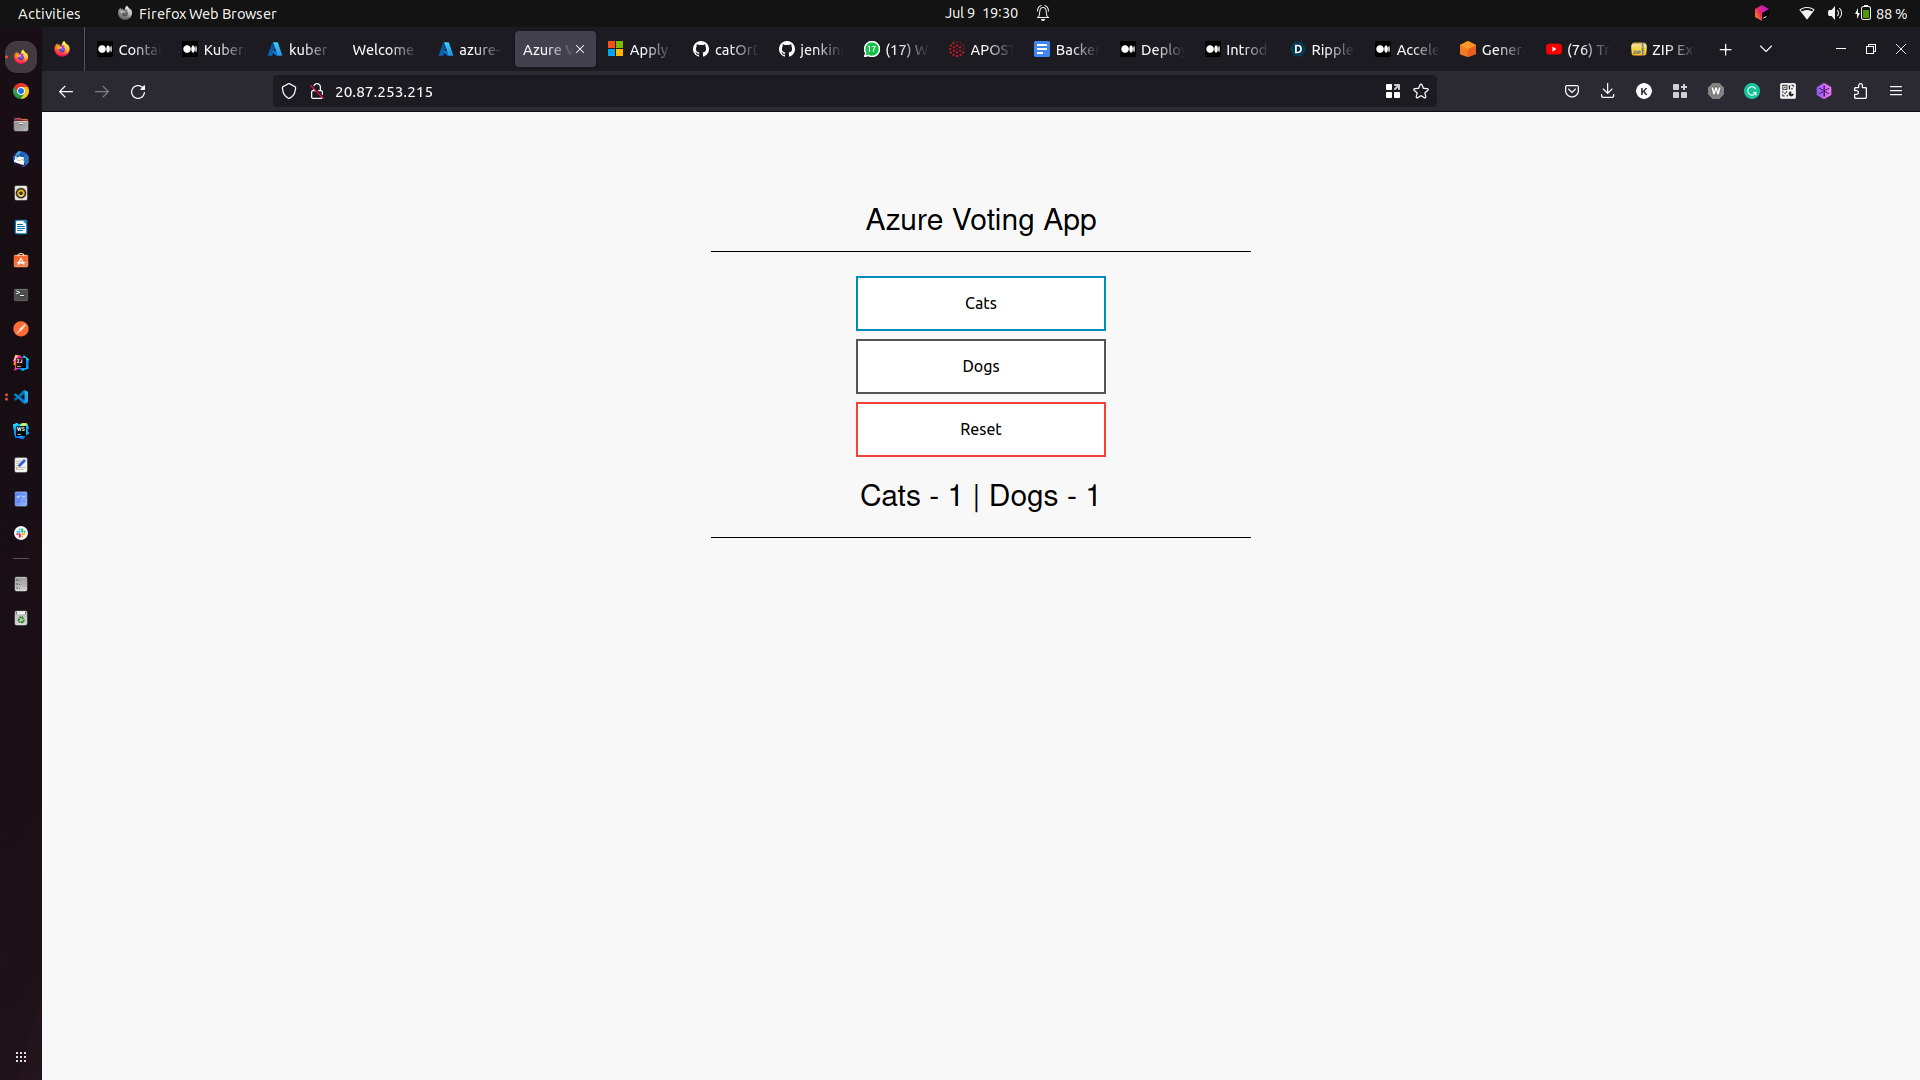 Activities Firefox Web Browser Jul 9 19:30 88 %
Conta Kuber kuber Welcome azure- Azure V Apply catOrD jenkin (17) W APOST Backe Deplo Introd Ripple Accele Gener (76) Tr ZIP Ex
20.87.253.215
Azure Voting App
Cats
Dogs
Reset
Cats - 1 | Dogs - 1